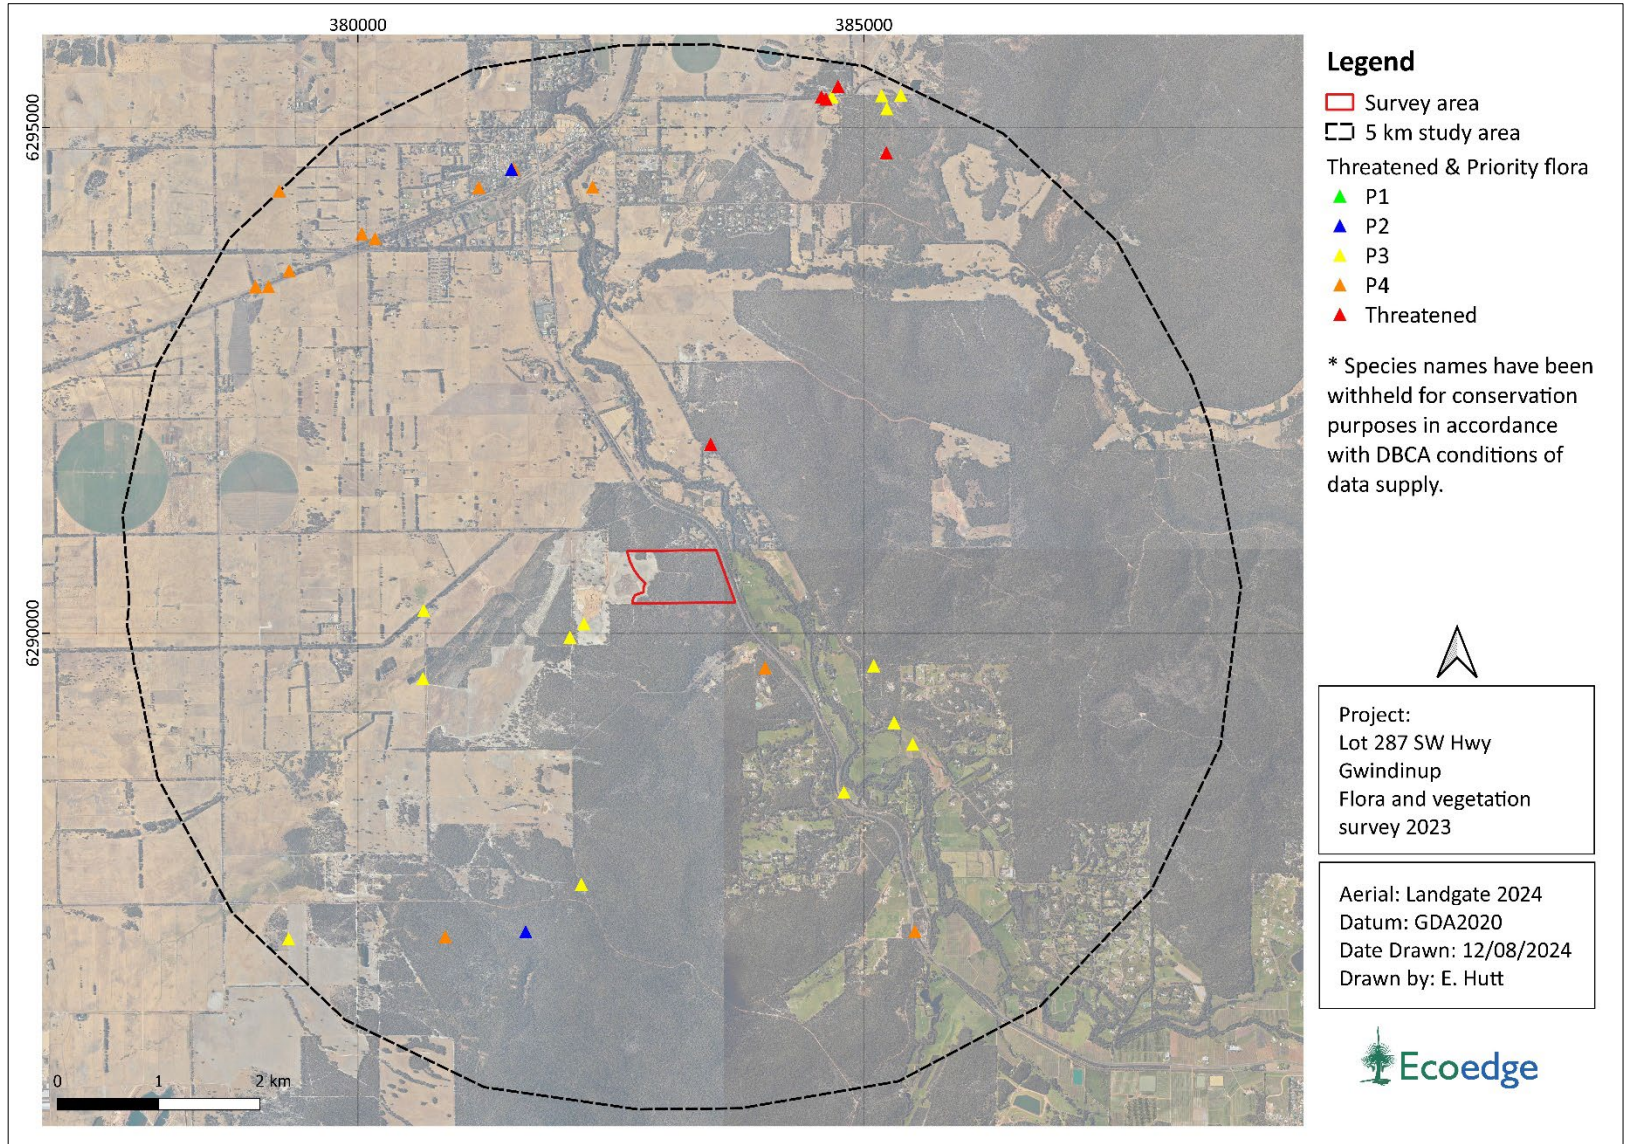 380000
385000
6295000
6290000
0
1
2 km
Legend
Survey area
5 km study area
Threatened & Priority flora
P1
P2
P3
P4
Threatened
* Species names have been
withheld for conservation
purposes in accordance
with DBCA conditions of
data supply.
Project:
Lot 287 SW Hwy
Gwindinup
Flora and vegetation
survey 2023
Aerial: Landgate 2024
Datum: GDA2020
Date Drawn: 12/08/2024
Drawn by: E. Hutt
Ecoedge